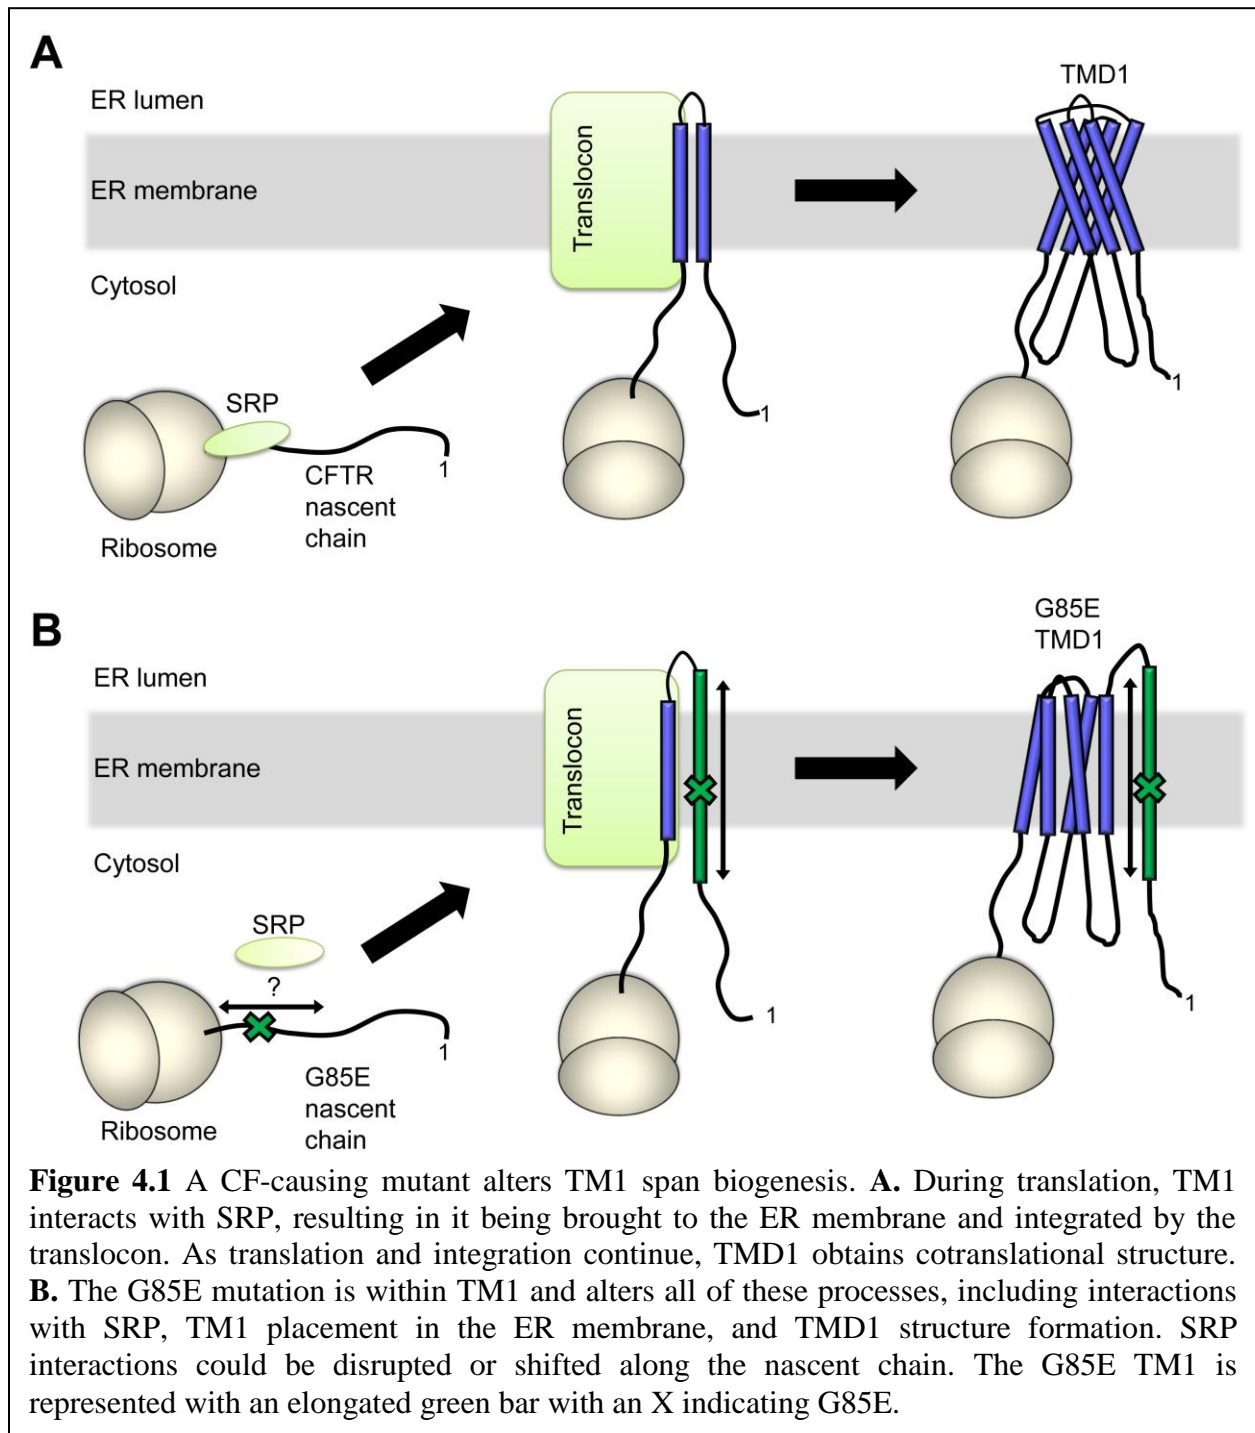 A
TMD1
ER lumen
Translocon
ER membrane
Cytosol
SRP
1
1
CFTR
nascent
chain
1
Ribosome
B
G85E
TMD1
ER lumen
Translocon
ER membrane
Cytosol
SRP
?
1
1
1
G85E
nascent
chain
Ribosome
Figure 4.1 A CF-causing mutant alters TM1 span biogenesis. A. During translation, TM1
interacts with SRP, resulting in it being brought to the ER membrane and integrated by the
translocon. As translation and integration continue, TMD1 obtains cotranslational structure.
B. The G85E mutation is within TM1 and alters all of these processes, including interactions
with SRP, TM1 placement in the ER membrane, and TMD1 structure formation. SRP
interactions could be disrupted or shifted along the nascent chain. The G85E TM1 is
represented with an elongated green bar with an X indicating G85E.